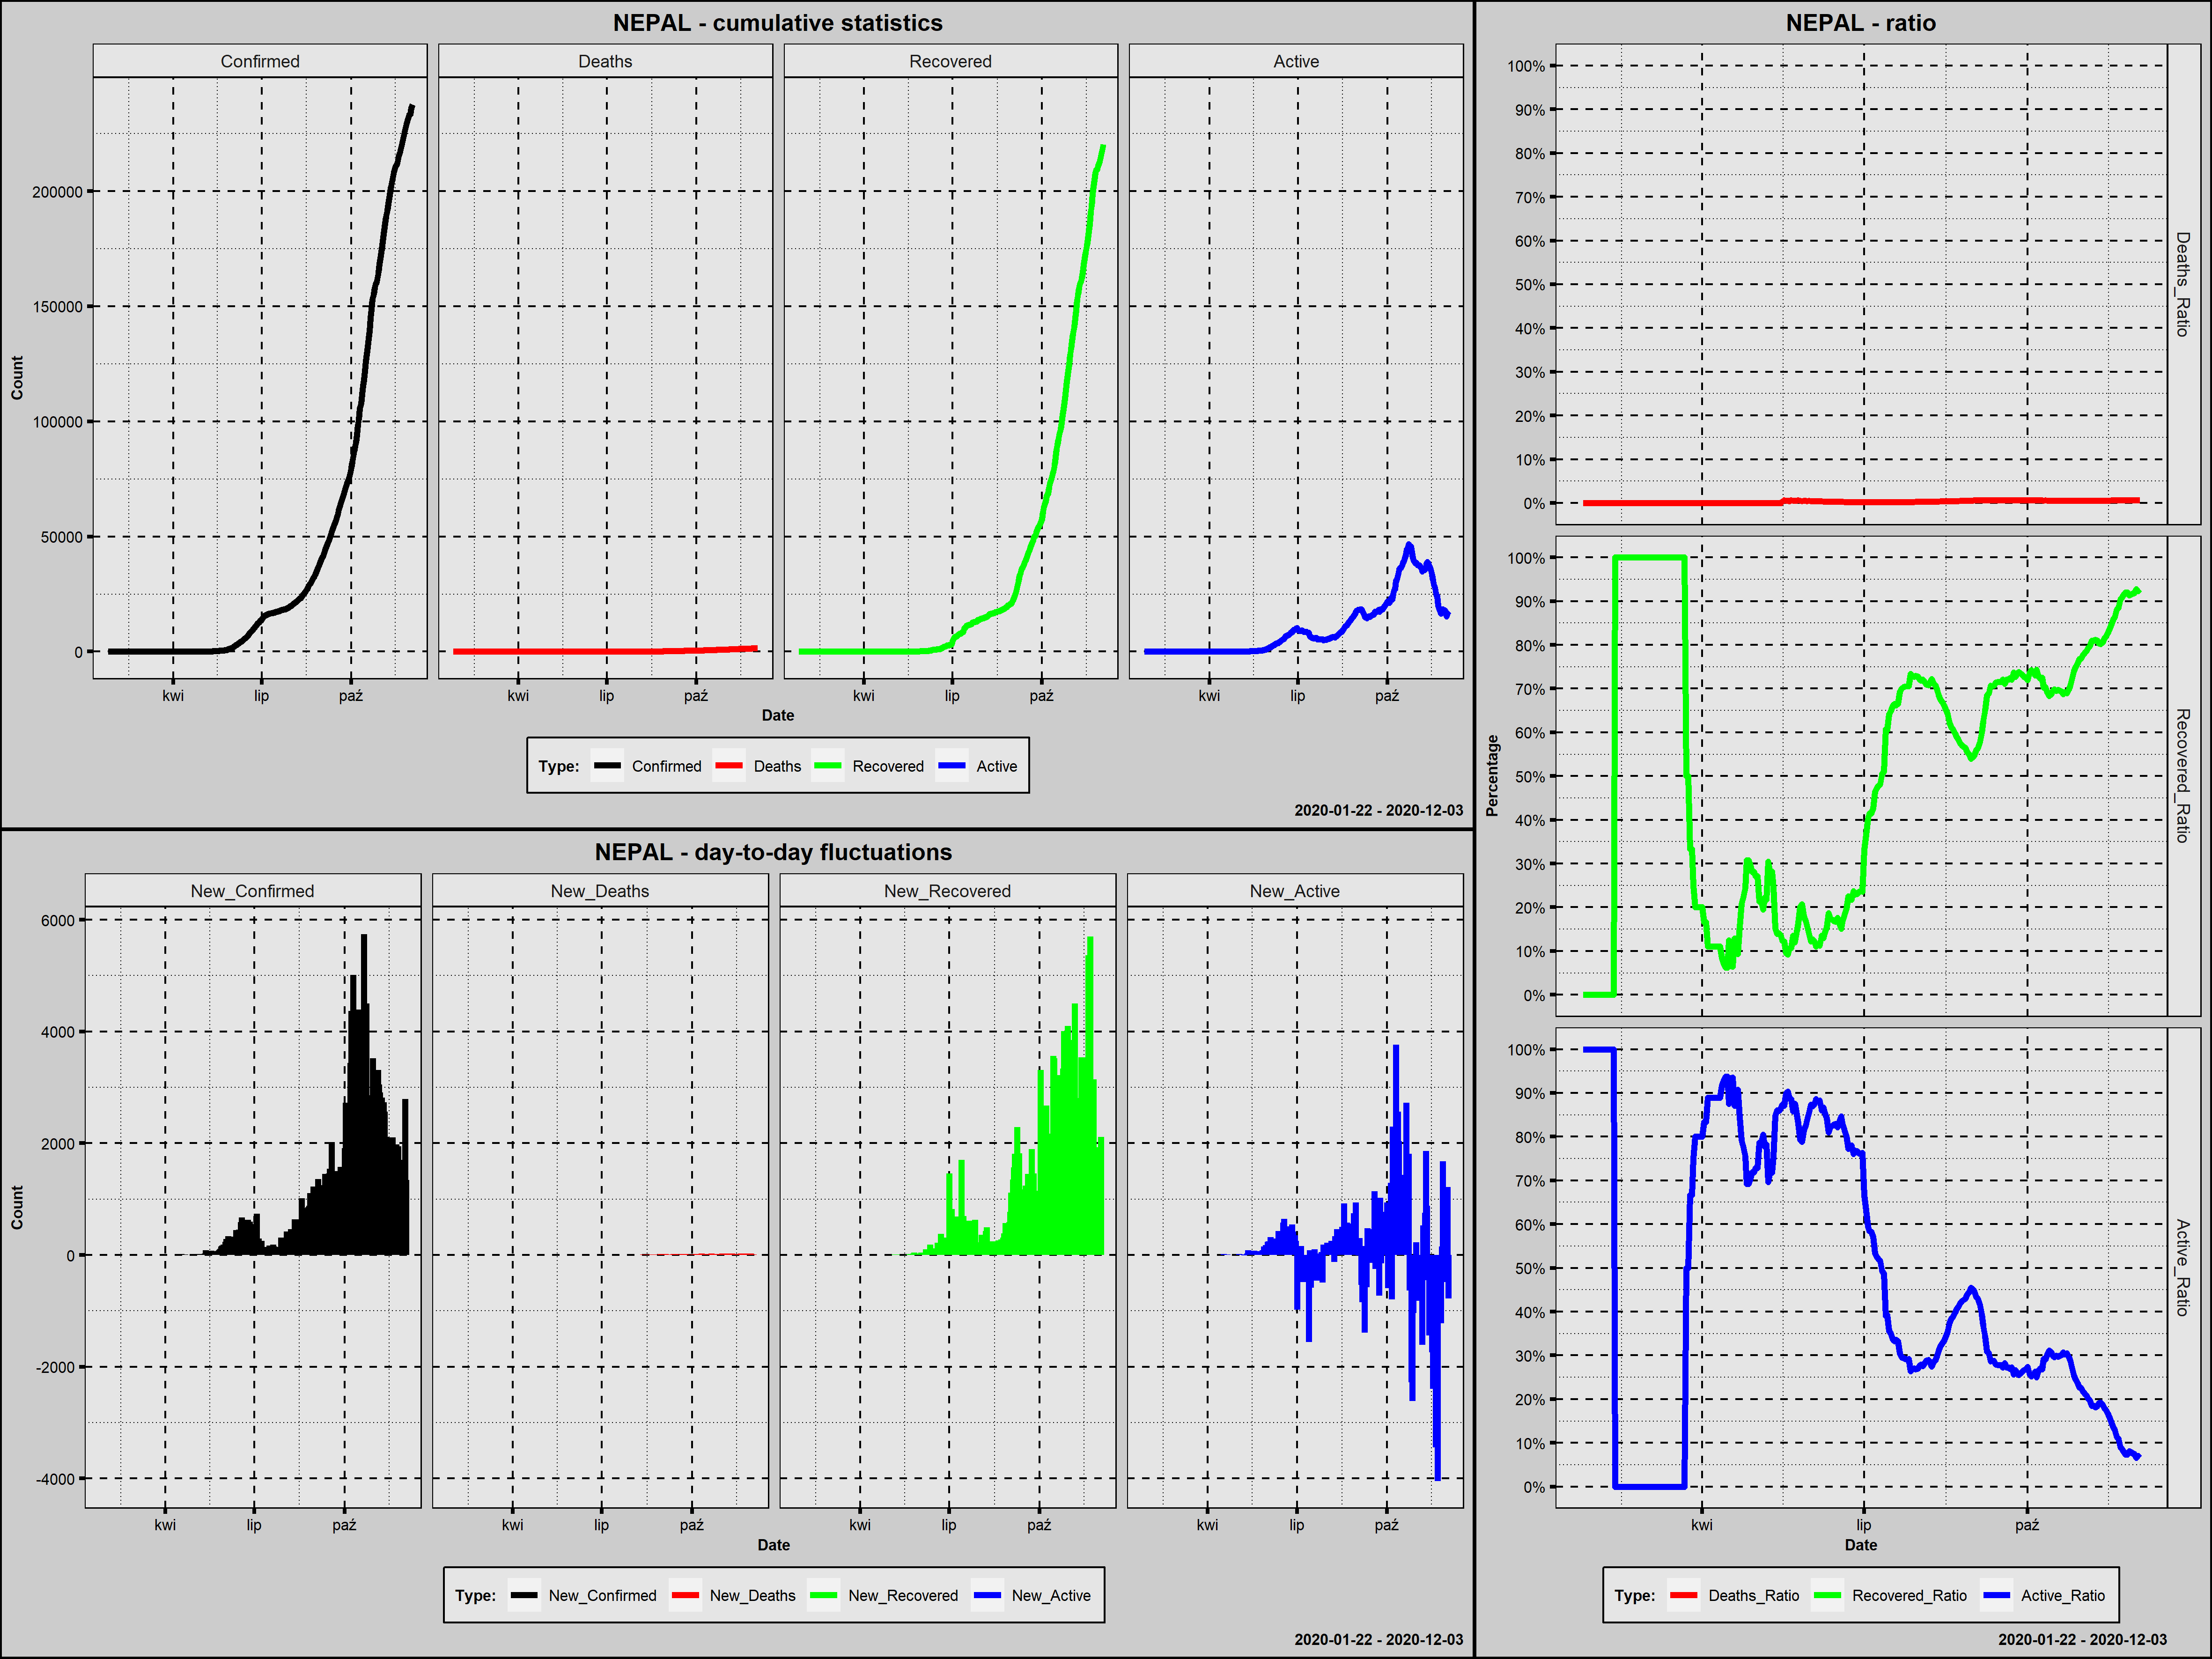 NEPAL - cumulative statistics
Confirmed Deaths Recovered Active
Count
200000
150000
100000
50000
0
kwi lip paź kwi lip paź kwi lip paź kwi lip paź
Date
Type: Confirmed Deaths Recovered Active
2020-01-22 - 2020-12-03
NEPAL - day-to-day fluctuations
New_Confirmed New_Deaths New_Recovered New_Active
Count
6000
4000
2000
0
-2000
-4000
kwi lip paź kwi lip paź kwi lip paź kwi lip paź
Date
Type: New_Confirmed New_Deaths New_Recovered New_Active
2020-01-22 - 2020-12-03
NEPAL - ratio
Percentage
100%
90%
80%
70%
60%
50%
40%
30%
20%
10%
0%
Deaths_Ratio
100%
90%
80%
70%
60%
50%
40%
30%
20%
10%
0%
Recovered_Ratio
100%
90%
80%
70%
60%
50%
40%
30%
20%
10%
0%
Active_Ratio
kwi lip paź
Date
Type: Deaths_Ratio Recovered_Ratio Active_Ratio
2020-01-22 - 2020-12-03